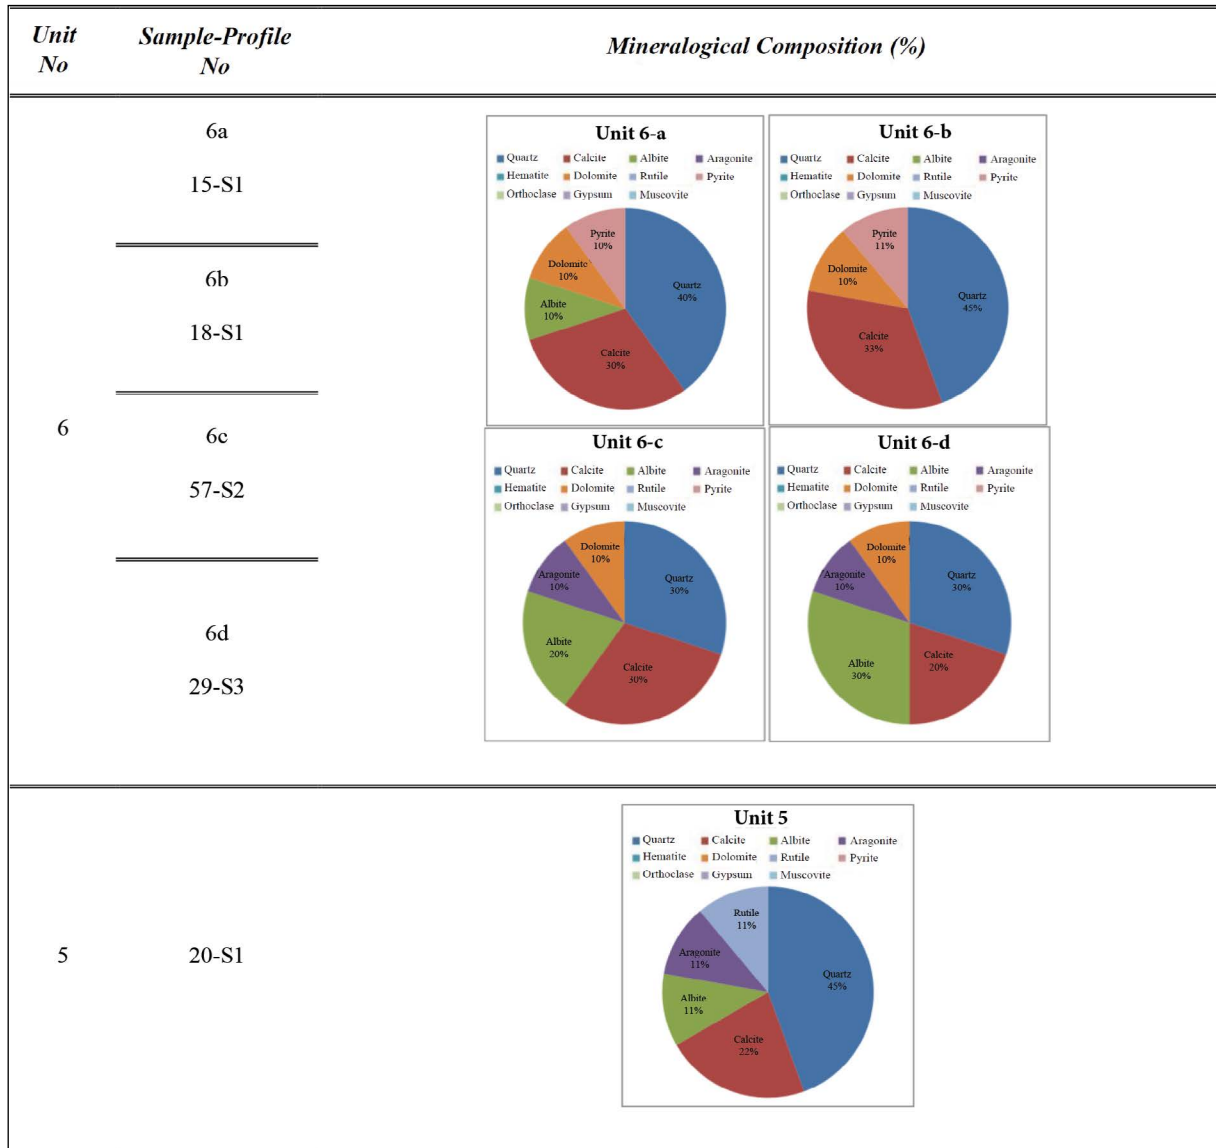 Unit No
Sample-Profile No
Mineralogical Composition (%)
6
6a
15-S1
6b
18-S1
6c
57-S2
6d
29-S3
Unit 6-a
Quartz Calcite Albite Aragonite
Hematite Dolomite Rutile Pyrite
Orthoclase Gypsum Muscovite
Pyrite
10%
Dolomite
10%
Albite
10%
Quartz
40%
Calcite
30%
Unit 6-b
Quartz Calcite Albite Aragonite
Hematite Dolomite Rutile Pyrite
Orthoclase Gypsum Muscovite
Pyrite
11%
Dolomite
10%
Quartz
45%
Calcite
33%
Unit 6-c
Quartz Calcite Albite Aragonite
Hematite Dolomite Rutile Pyrite
Orthoclase Gypsum Muscovite
Dolomite
10%
Aragonite
10%
Quartz
30%
Albite
20%
Calcite
30%
Unit 6-d
Quartz Calcite Albite Aragonite
Hematite Dolomite Rutile Pyrite
Orthoclase Gypsum Muscovite
Dolomite
10%
Aragonite
10%
Quartz
30%
Albite
30%
Calcite
20%
5
20-S1
Unit 5
Quartz Calcite Albite Aragonite
Hematite Dolomite Rutile Pyrite
Orthoclase Gypsum Muscovite
Rutile
11%
Aragonite
11%
Quartz
45%
Albite
11%
Calcite
22%